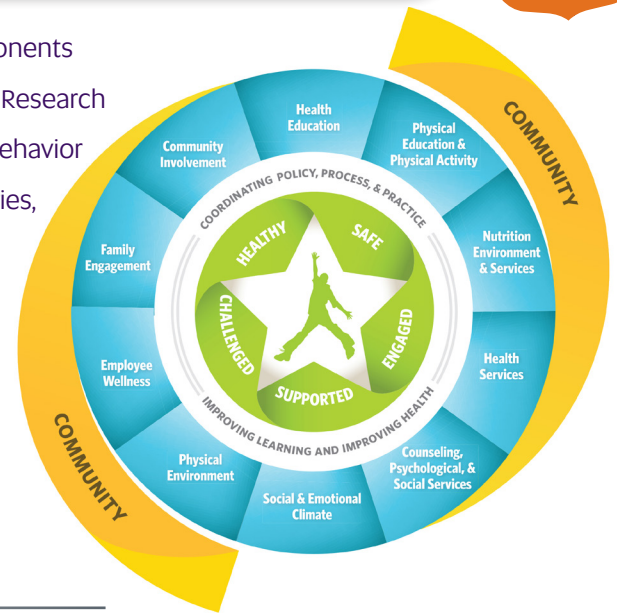 onents
Research
ehavior
ies,
COMMUNITY
Health
Education
Physical
Education &
Physical Activity
Nutrition
Environment
& Services
Health
Services
Counseling,
Psychological, &
Social Services
Social & Emotional
Climate
Physical
Environment
Employee
Wellness
Family
Engagement
Community
Involvement
COORDINATING POLICY, PROCESS, & PRACTICE
IMPROVING LEARNING AND IMPROVING HEALTH
HEALTHY
SAFE
ENGAGED
SUPPORTED
CHALLENGED
COMMUNITY